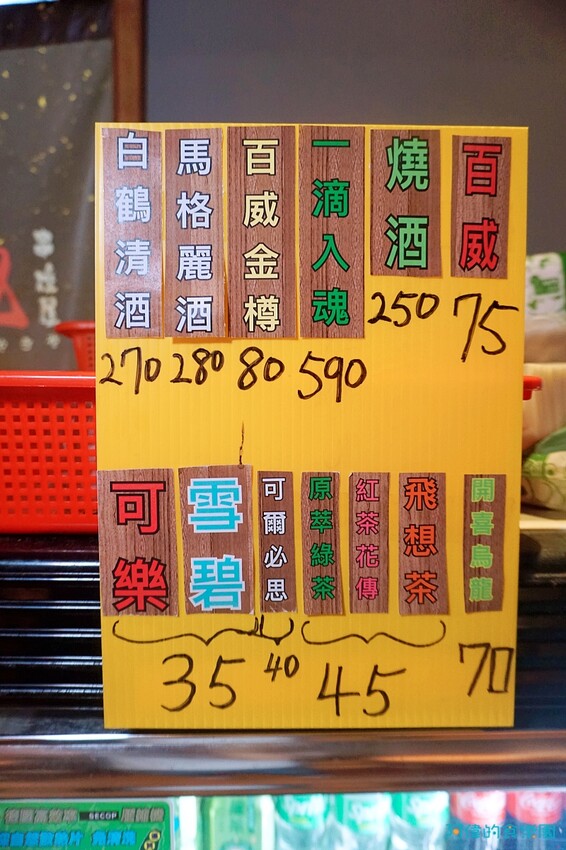 白鶴清酒
馬格麗酒
百威金樽
一滴入魂
燒酒
百威
270
280
80
590
250
75
可樂
雪碧
可爾必思
原萃綠茶
紅茶花傳
飛想茶
開喜烏龍
35
40
45
70
SECOP